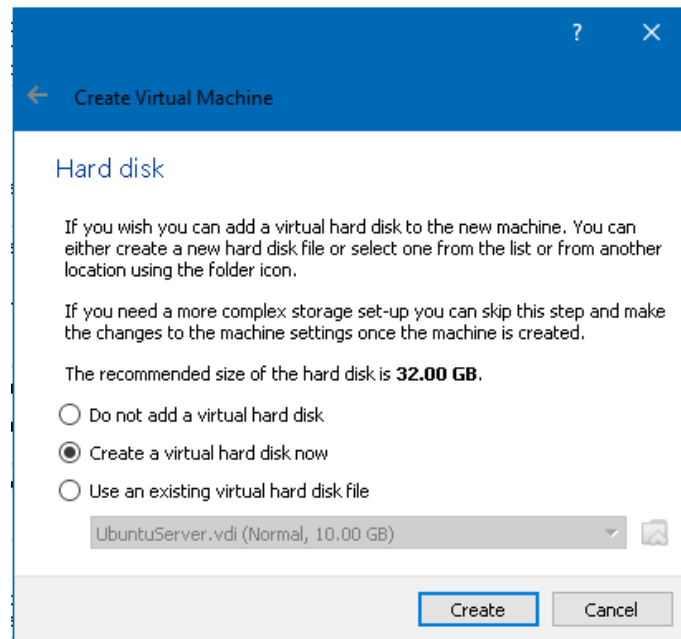 ?
Create Virtual Machine
Hard disk
If you wish you can add a virtual hard disk to the new machine. You can
either create a new hard disk file or select one from the list or from another
location using the folder icon.
If you need a more complex storage set-up you can skip this step and make
the changes to the machine settings once the machine is created.
The recommended size of the hard disk is 32.00 GB.
Do not add a virtual hard disk
Create a virtual hard disk now
Use an existing virtual hard disk file
UbuntuServer.vdi (Normal, 10.00 GB)
Create Cancel